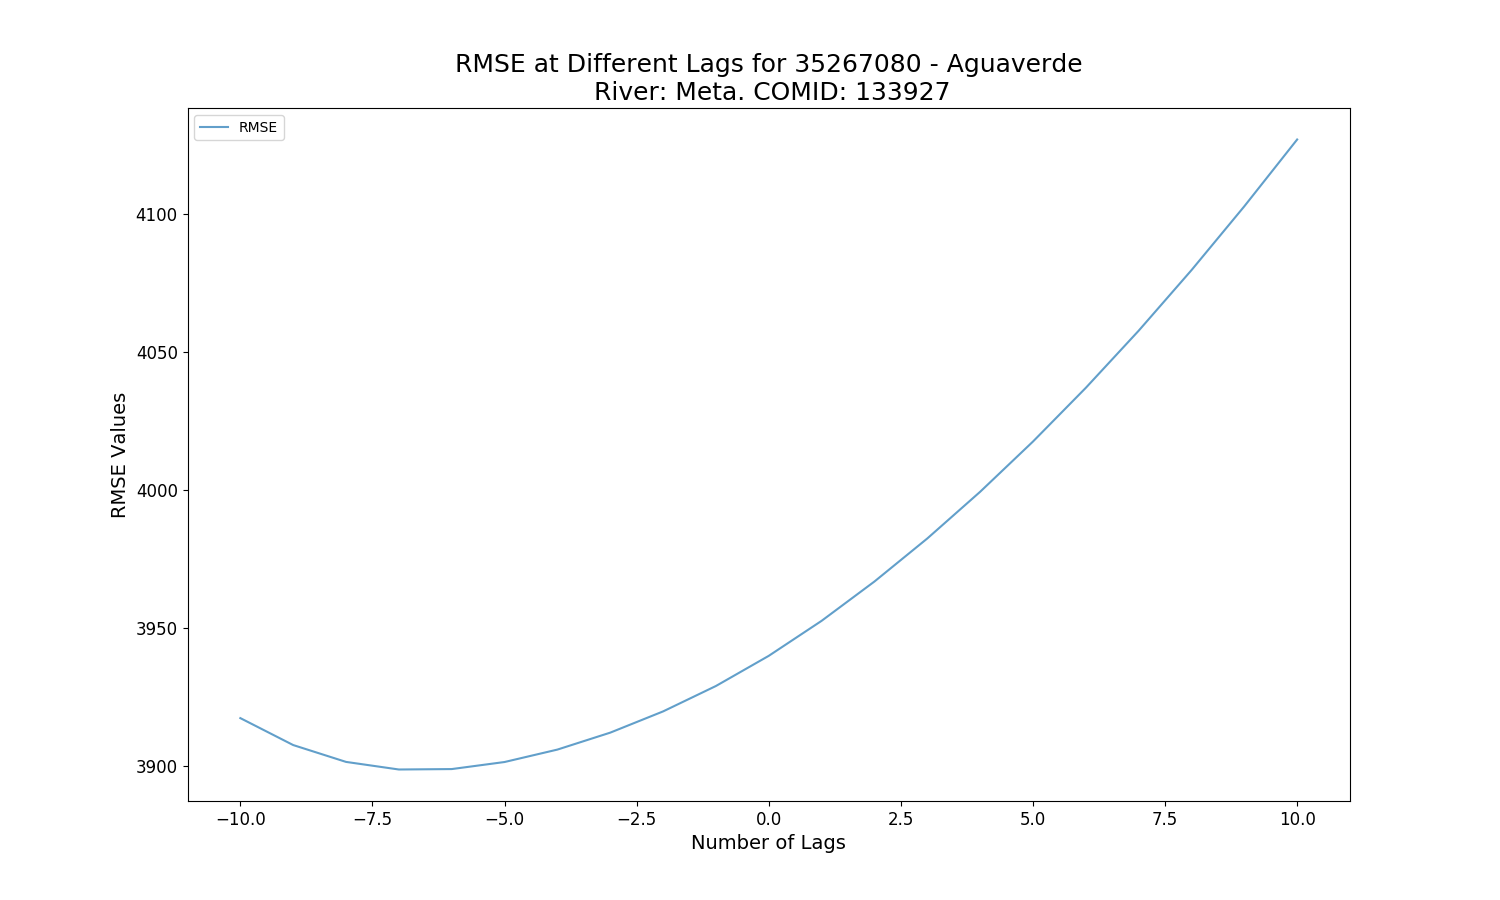 RMSE at Different Lags for 35267080 - Aguaverde
River: Meta. COMID: 133927
RMSE
4100
4050
4000
3950
3900
RMSE Values
−10.0 −7.5 −5.0 −2.5 0.0 2.5 5.0 7.5 10.0
Number of Lags